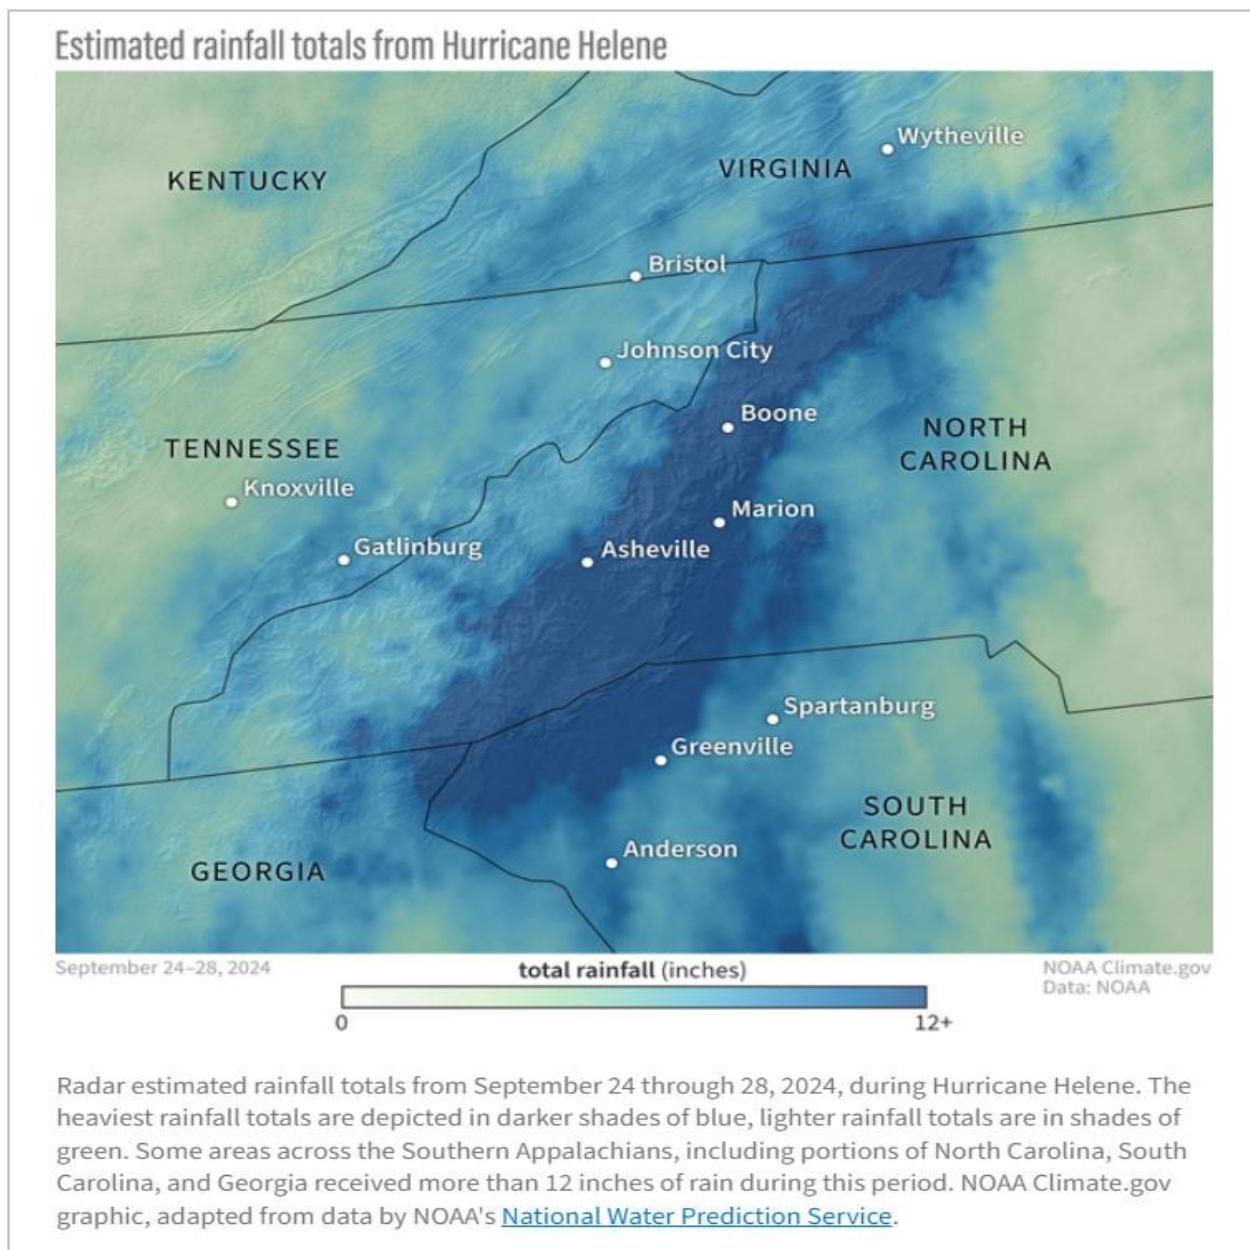 Estimated rainfall totals from Hurricane Helene
Wytheville
KENTUCKY
VIRGINIA
Bristol
Johnson City
Boone
NORTH
CAROLINA
TENNESSEE
Knoxville
Marion
Gatlinburg
Asheville
Spartanburg
Greenville
SOUTH
CAROLINA
Anderson
GEORGIA
September 24–28, 2024
total rainfall (inches)
NOAA Climate.gov
Data: NOAA
0
12+
Radar estimated rainfall totals from September 24 through 28, 2024, during Hurricane Helene. The
heaviest rainfall totals are depicted in darker shades of blue, lighter rainfall totals are in shades of
green. Some areas across the Southern Appalachians, including portions of North Carolina, South
Carolina, and Georgia received more than 12 inches of rain during this period. NOAA Climate.gov
graphic, adapted from data by NOAA's National Water Prediction Service.